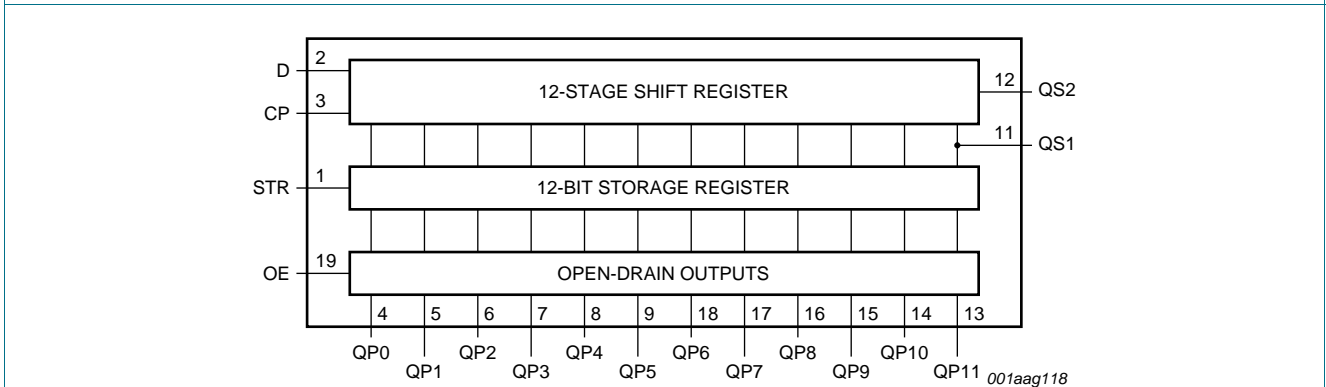 2
D
12-STAGE SHIFT REGISTER
12
QS2
3
CP
11
QS1
1
STR
12-BIT STORAGE REGISTER
19
OE
OPEN-DRAIN OUTPUTS
4 5 6 7 8 9 18 17 16 15 14 13
QP0 QP2 QP4 QP6 QP8 QP10
QP1 QP3 QP5 QP7 QP9 QP11
001aag118